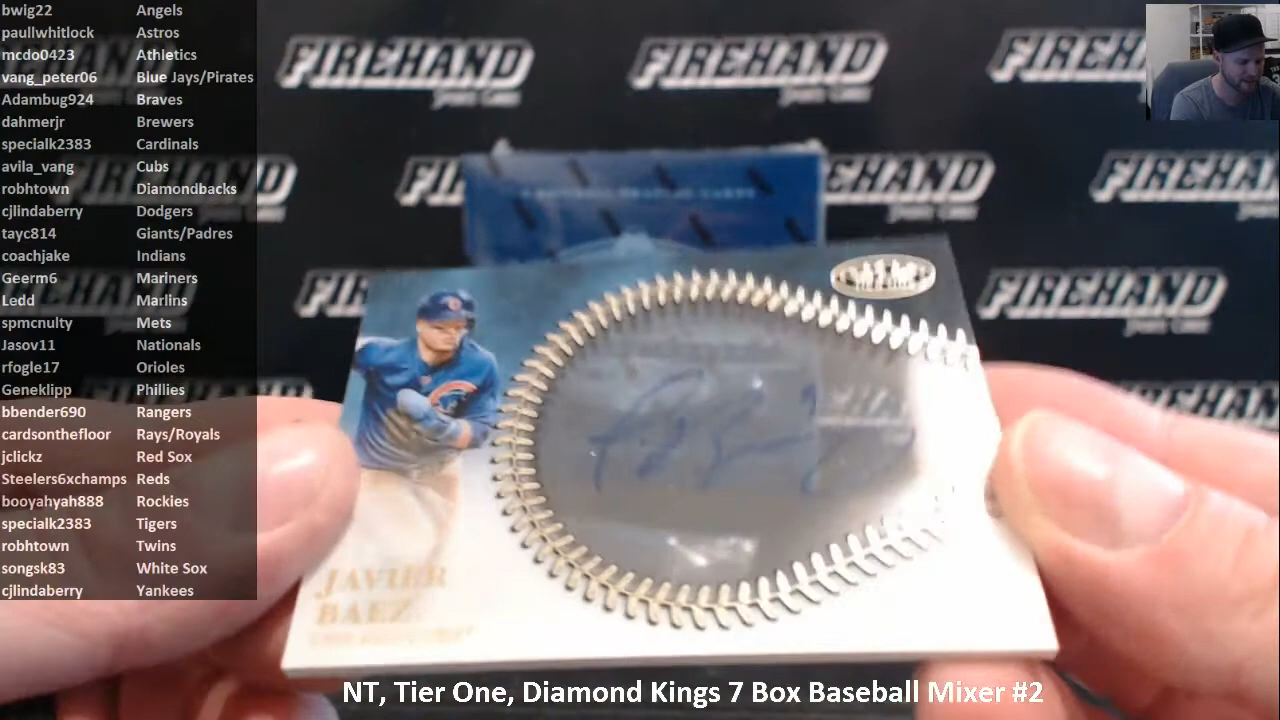 bwig22 Angels
paullwhitlock Astros
mcdo0423 Athletics
vang_peter06 Blue Jays/Pirates
Adambug924 Braves
dahmerjr Brewers
specialk2383 Cardinals
avila_vang Cubs
robhtown Diamondbacks
cjlindaberry Dodgers
tayc814 Giants/Padres
coachjake Indians
Geerm6 Mariners
Ledd Marlins
spmcnulty Mets
Jasov11 Nationals
rfogle17 Orioles
Geneklipp Phillies
bbender690 Rangers
cardsonthefloor Rays/Royals
jclickz Red Sox
Steelers6xchamps Reds
booyahyah888 Rockies
specialk2383 Tigers
robhtown Twins
songsk83 White Sox
cjlindaberry Yankees
FIREHAND
FIREHAND
FIREHAND
FIREHAND
FIREHAND
FIREHAND
JAVIER
BAEZ
NT, Tier One, Diamond Kings 7 Box Baseball Mixer #2